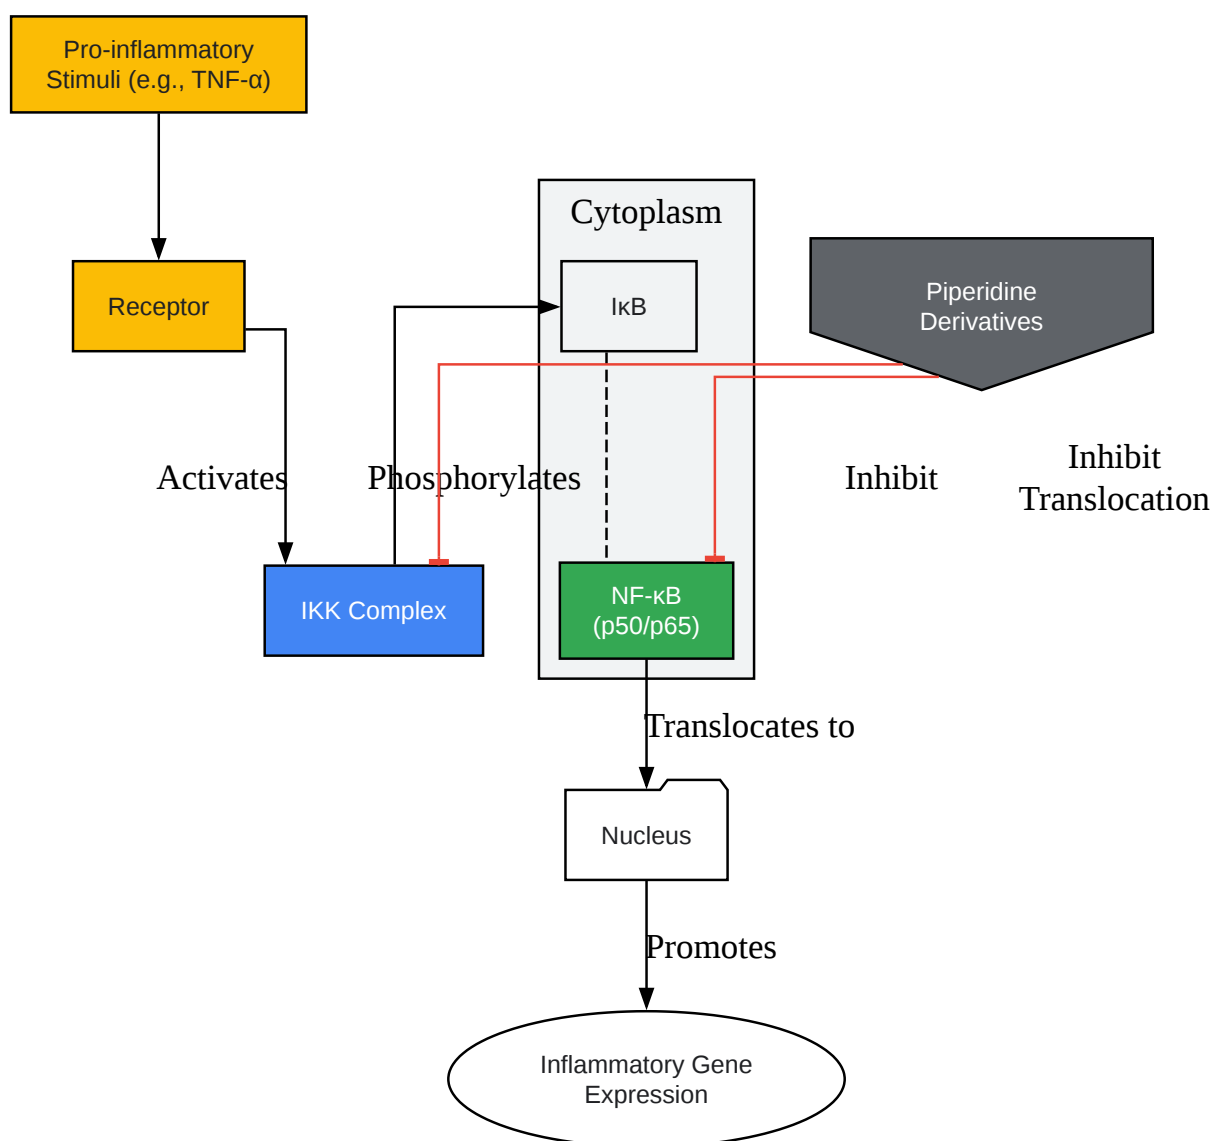 Pro-inflammatory
Stimuli (e.g., TNF-α)
Cytoplasm
Receptor
IκB
Piperidine
Derivatives
Activates
Phosphorylates
Inhibit
Inhibit
Translocation
IKK Complex
NF-κB
(p50/p65)
Translocates to
Nucleus
Promotes
Inflammatory Gene
Expression